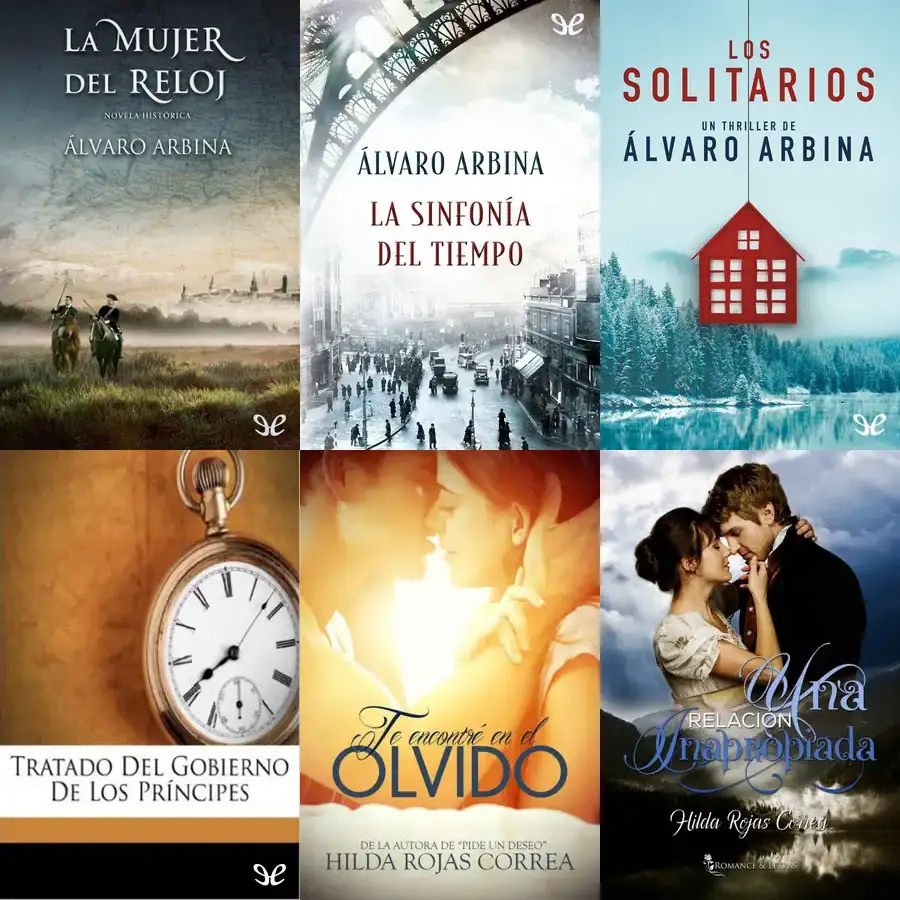 LA MUJER
DEL RELOJ
NOVELA HISTÓRICA
ÁLVARO ARBINA
ÁLVARO ARBINA
LA SINFONÍA
DEL TIEMPO
LOS
SOLITARIOS
UN THRILLER DE
ÁLVARO ARBINA
TRATADO DEL GOBIERNO
DE LOS PRÍNCIPES
Te encontré en el
OLVIDO
DE LA AUTORA DE "PIDE UN DESEO"
HILDA ROJAS CORREA
Una
RELACIÓN
Inapropiada
Hilda Rojas Correa
ROMANCE & LETRAS